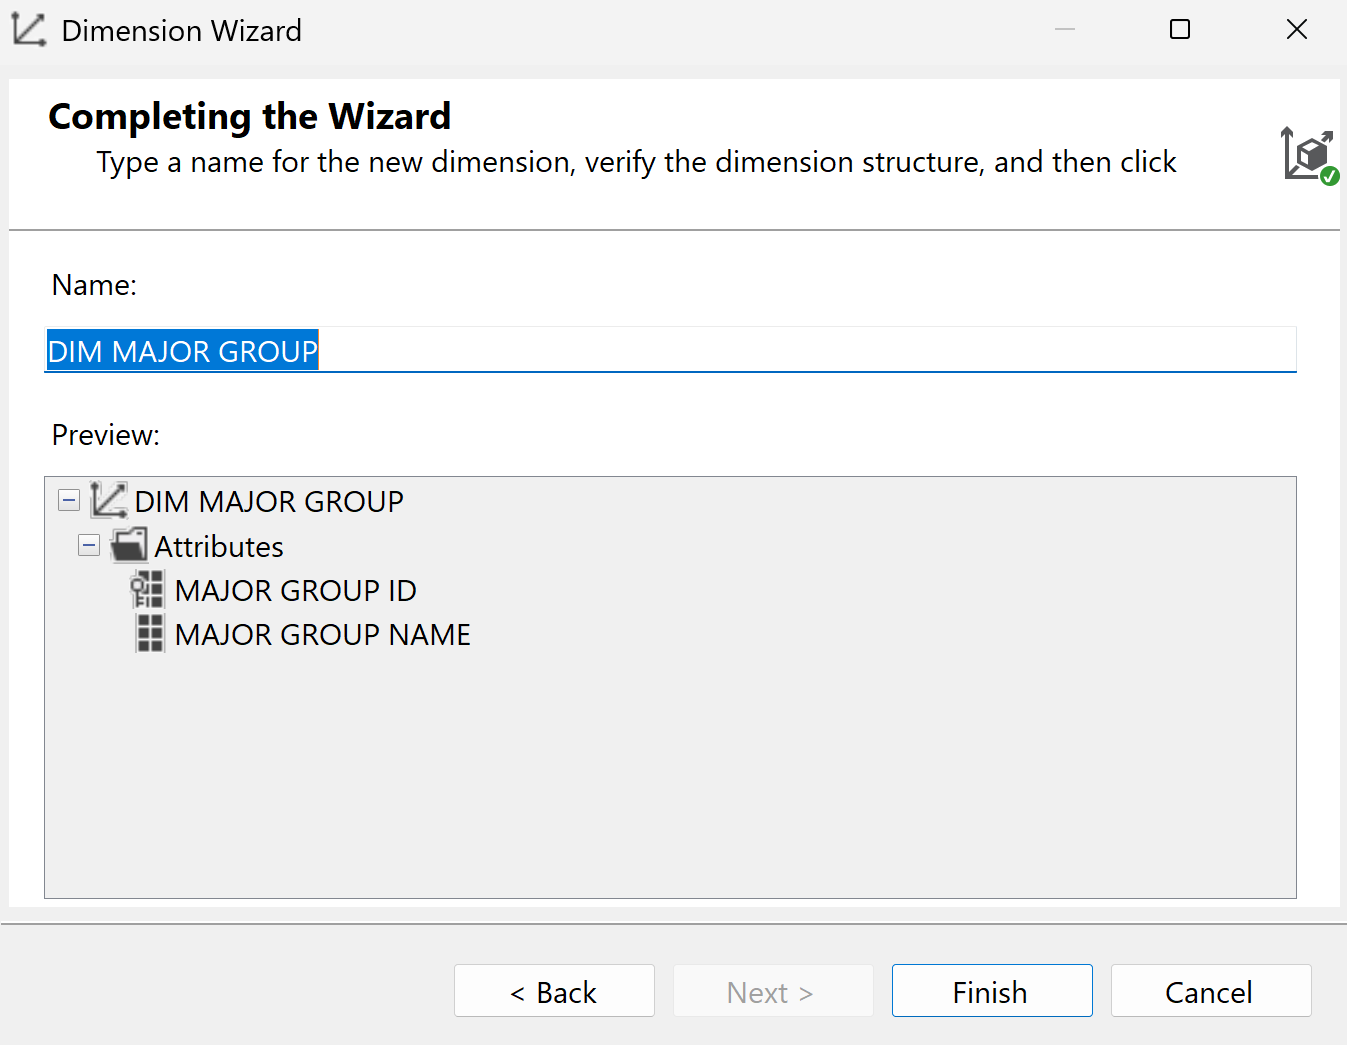 Dimension Wizard
Completing the Wizard
Type a name for the new dimension, verify the dimension structure, and then click
Name:
DIM MAJOR GROUP
Preview:
DIM MAJOR GROUP
Attributes
MAJOR GROUP ID
MAJOR GROUP NAME
< Back Next > Finish Cancel